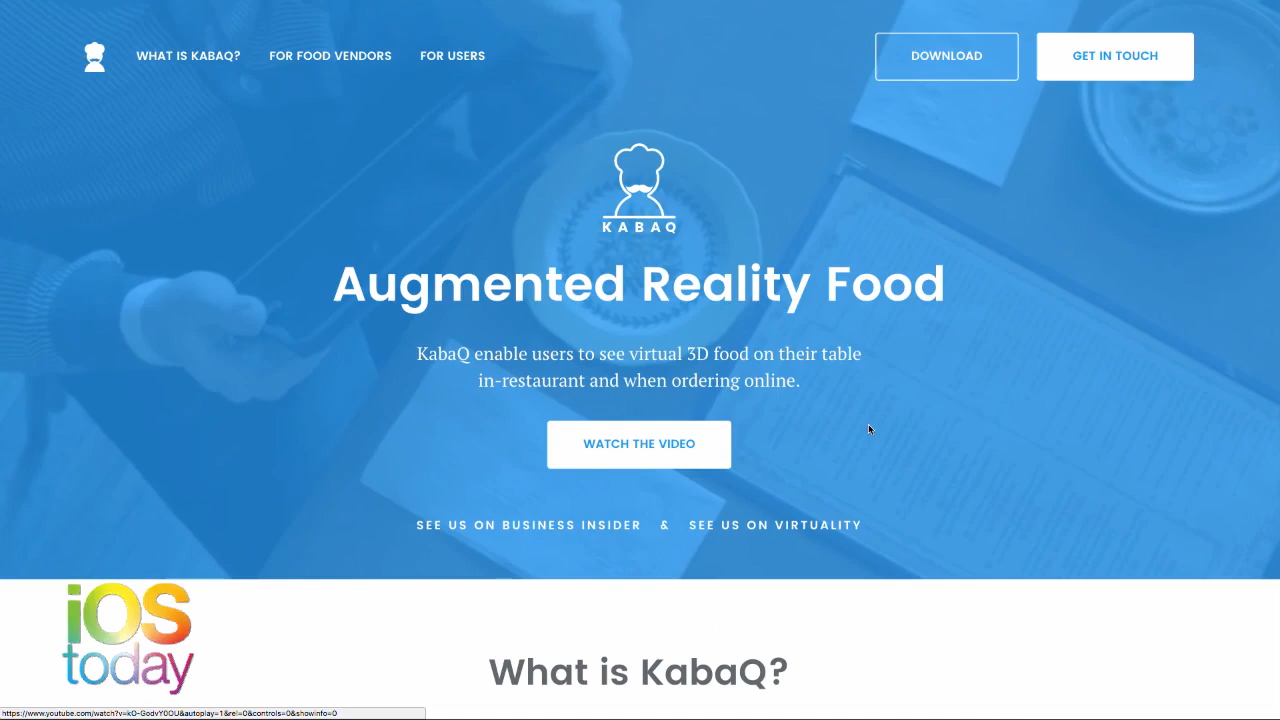 WHAT IS KABAQ?
FOR FOOD VENDORS
FOR USERS
DOWNLOAD
GET IN TOUCH
KABAQ
Augmented Reality Food
KabaQ enable users to see virtual 3D food on their table
in-restaurant and when ordering online.
WATCH THE VIDEO
SEE US ON BUSINESS INSIDER & SEE US ON VIRTUALITY
iOS
today
What is KabaQ?
https://www.youtube.com/watch?v=kO-GodvY0OU&autoplay=1&rel=0&controls=0&showinfo=0